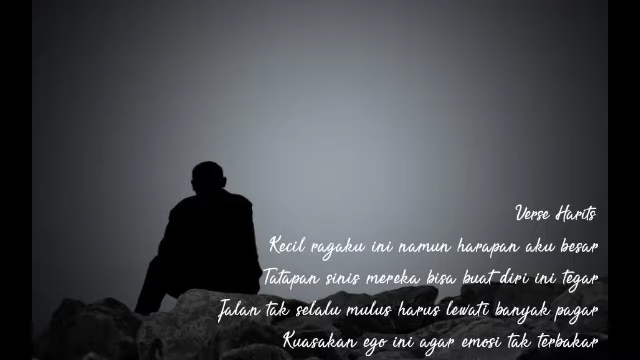 Verse Harits
Kecil ragaku ini namun harapan aku besar
Tatapan sinis mereka bisa buat diri ini tegar
Jalan tak selalu mulus harus lewati banyak pagar
Kuasakan ego ini agar emosi tak terbakar